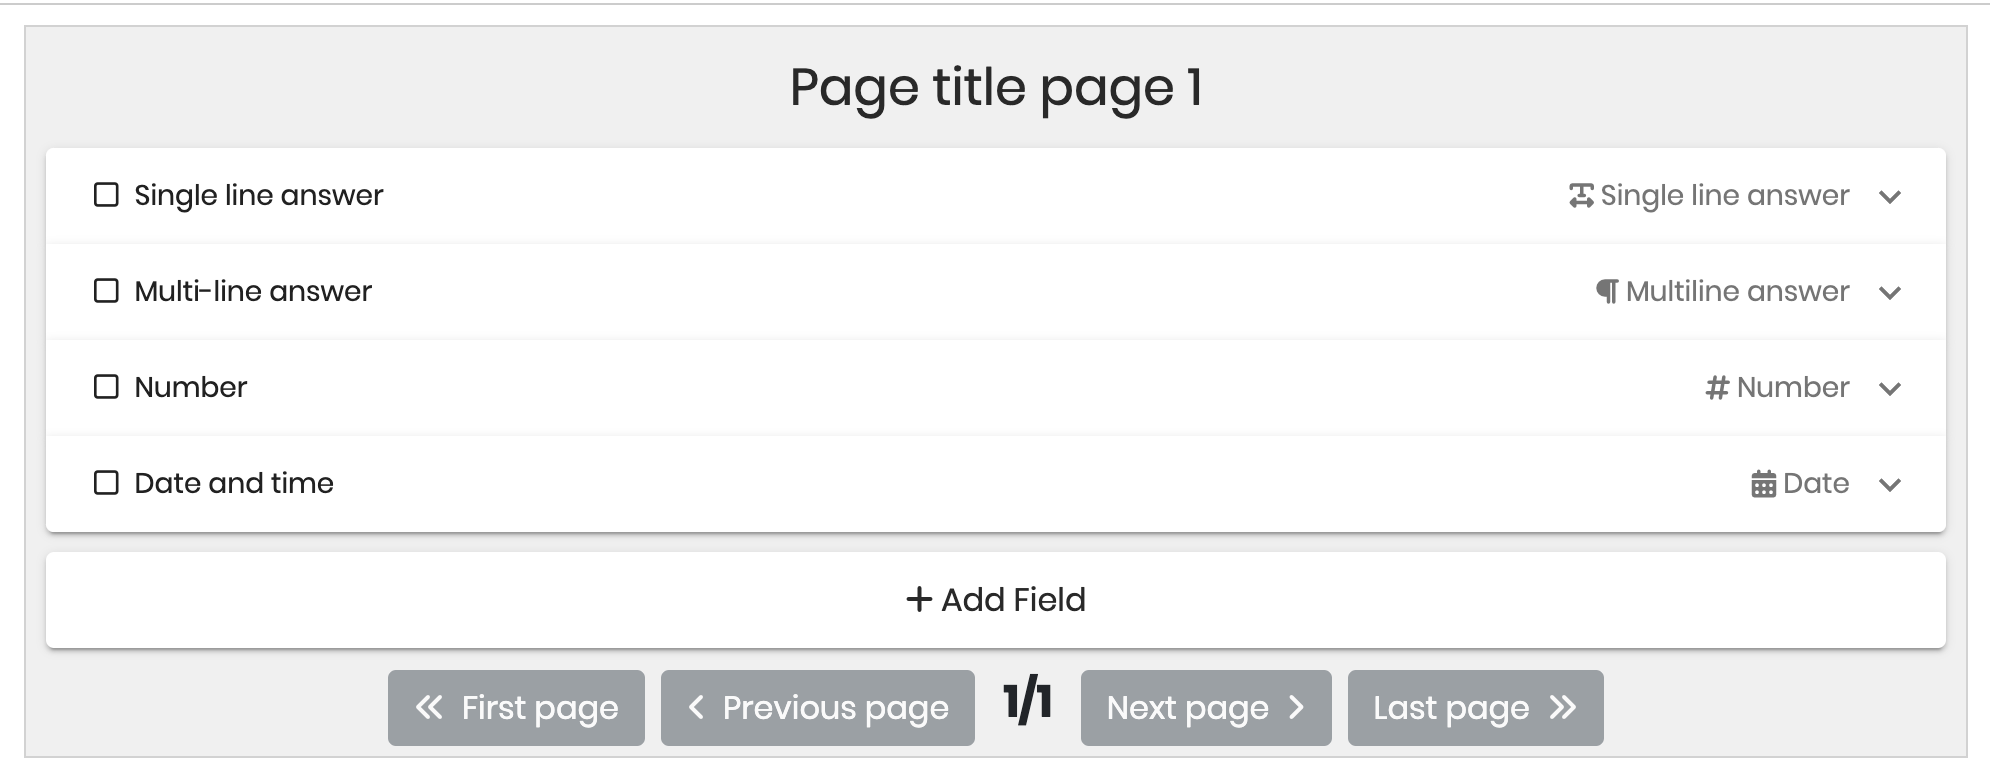 Page title page 1
Single line answer Single line answer
Multi-line answer Multiline answer
Number # Number
Date and time Date
+ Add Field
« First page ‹ Previous page 1/1 Next page › Last page »